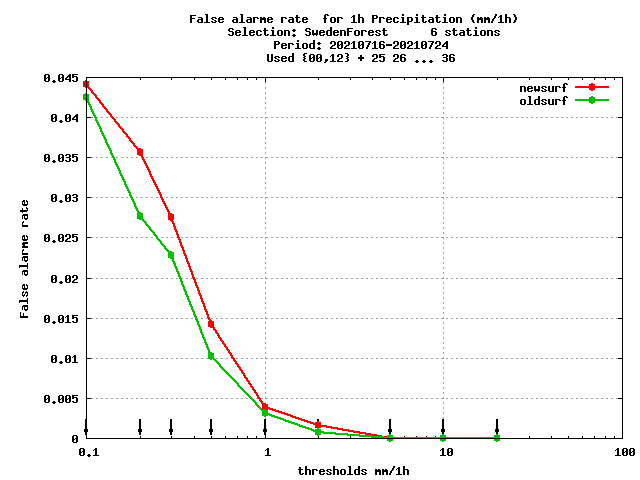 False alarme rate  for 1h Precipitation (mm/1h)
Selection: SwedenForest      6 stations
Period: 20210716-20210724
Used {00,12} + 25 26 ... 36
newsurf
oldsurf
0.045
0.04
0.035
0.03
0.025
0.02
0.015
0.01
0.005
0
False alarme rate
0.1 1 10 100
thresholds mm/1h